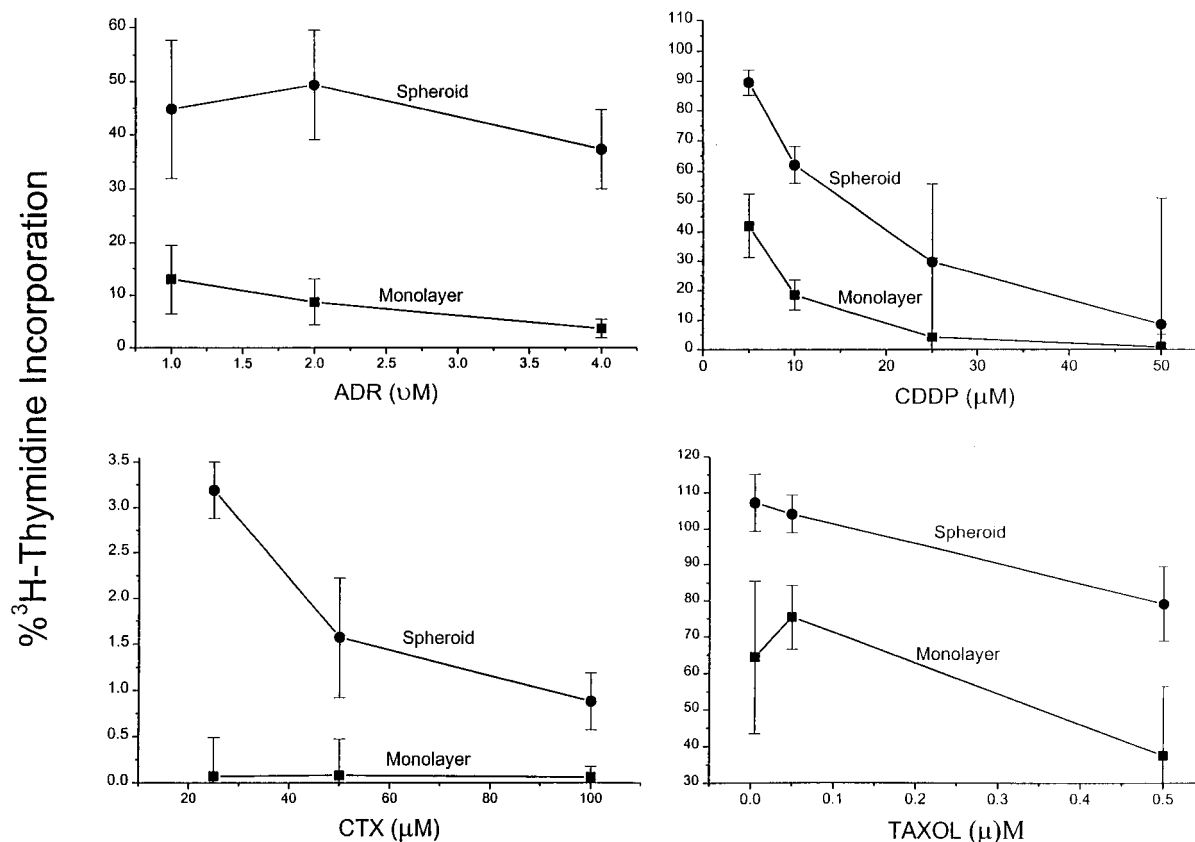 %³H-Thymidine Incorporation
60
50
40
30
20
10
0
Spheroid
Monolayer
1.0 1.5 2.0 2.5 3.0 3.5 4.0
ADR (υM)
110
100
90
80
70
60
50
40
30
20
10
0
Spheroid
Monolayer
0 10 20 30 40 50
CDDP (μM)
3.5
3.0
2.5
1.5
1.0
0.5
0.0
Spheroid
Monolayer
20 40 60 80 100
CTX (μM)
120
110
100
90
80
70
60
50
40
30
Spheroid
Monolayer
0.0 0.1 0.2 0.3 0.4 0.5
TAXOL (μ)M